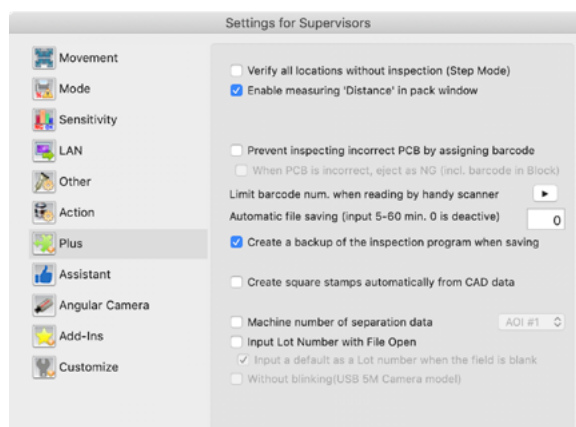 Settings for Supervisors
Movement
Mode
Sensitivity
LAN
Other
Action
Plus
Assistant
Angular Camera
Add-Ins
Customize
Verify all locations without inspection (Step Mode)
Enable measuring 'Distance' in pack window
Prevent inspecting incorrect PCB by assigning barcode
When PCB is incorrect, eject as NG (incl. barcode in Block)
Limit barcode num. when reading by handy scanner
Automatic file saving (input 5-60 min. 0 is deactive) 0
Create a backup of the inspection program when saving
Create square stamps automatically from CAD data
Machine number of separation data AOI #1
Input Lot Number with File Open
Input a default as a Lot number when the field is blank
Without blinking(USB 5M Camera model)